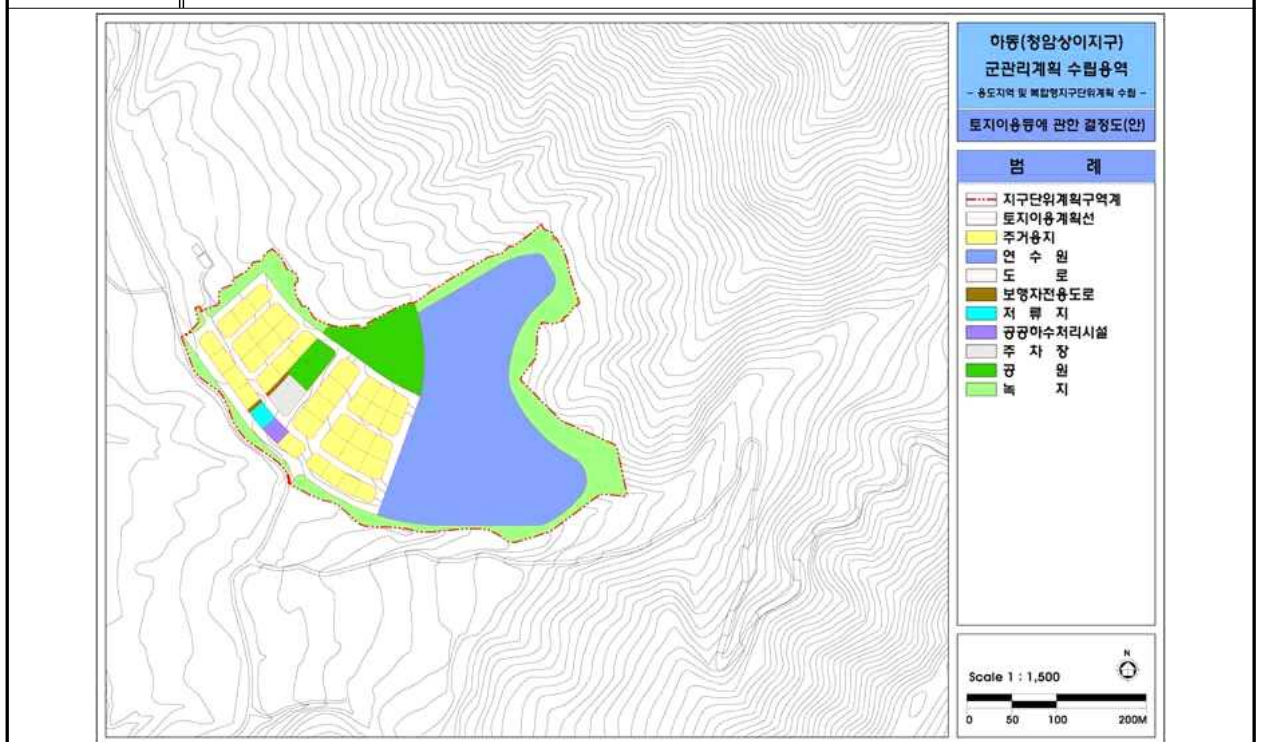 하동(청암상이지구)
군관리계획 수립용역
- 용도지역 및 복합형지구단위계획 수립 -
토지이용등에 관한 결정도(안)
범 례
지구단위계획구역계
토지이용계획선
주거용지
연 수 원
도 로
보행자전용도로
저 류 지
공공하수처리시설
주 차 장
공 원
녹 지
N
Scale 1 : 1,500
0 50 100 200M